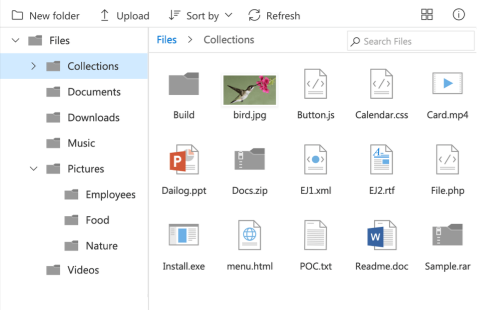 New folder Upload Sort by Refresh
Files
Collections
Documents
Downloads
Music
Pictures
Employees
Food
Nature
Videos
Files > Collections Search Files
Build bird.jpg Button.js Calendar.css Card.mp4
Dailog.ppt Docs.zip EJ1.xml EJ2.rtf File.php
Install.exe menu.html POC.txt Readme.doc Sample.rar